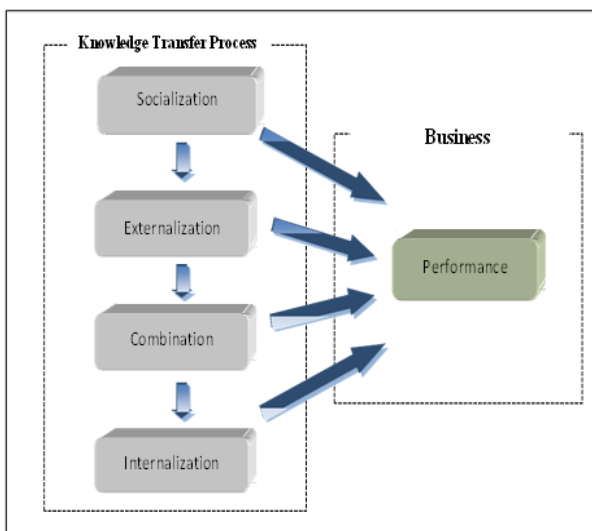 Knowledge Transfer Process
Socialization
Business
Externalization
Performance
Combination
Internalization